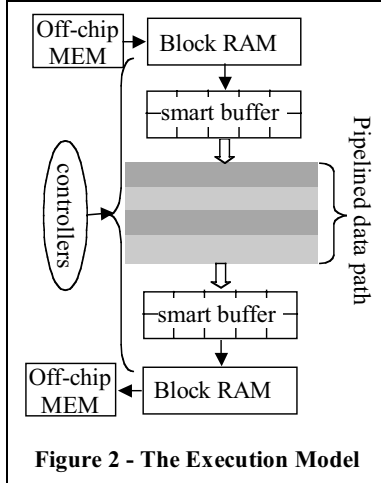 Off-chip
MEM
Block RAM
smart buffer
controllers
Pipelined data path
smart buffer
Off-chip
MEM
Block RAM
Figure 2 - The Execution Model